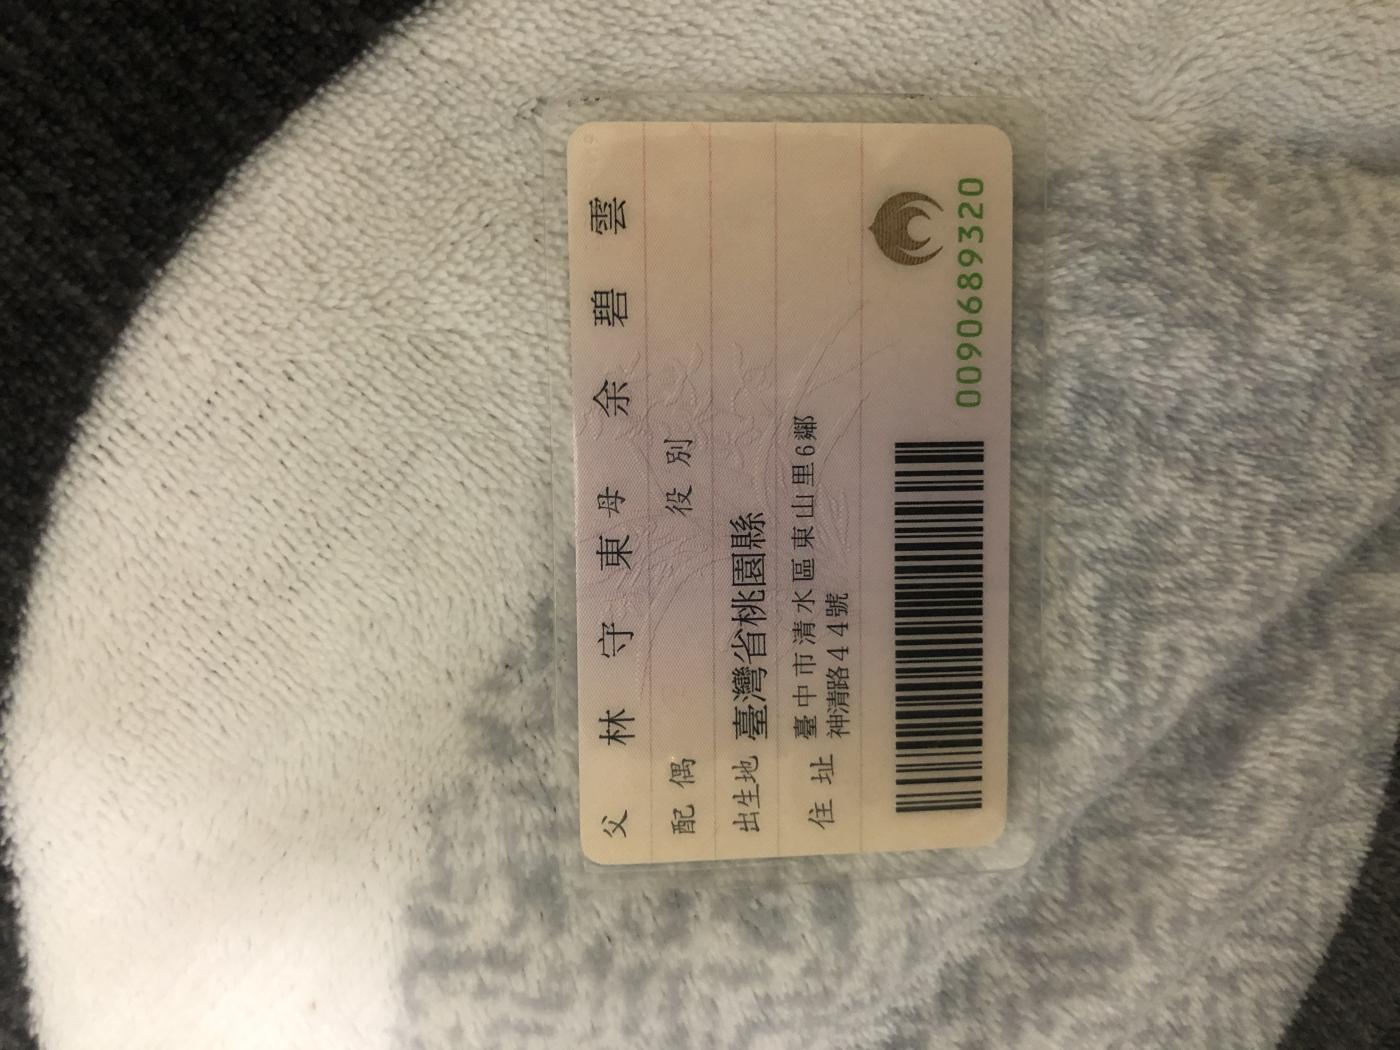 父 林守東 母 余碧雲
配偶 役別
出生地 臺灣省桃園縣
住址 臺中市清水區東山里6鄰
神清路44號
0090689320